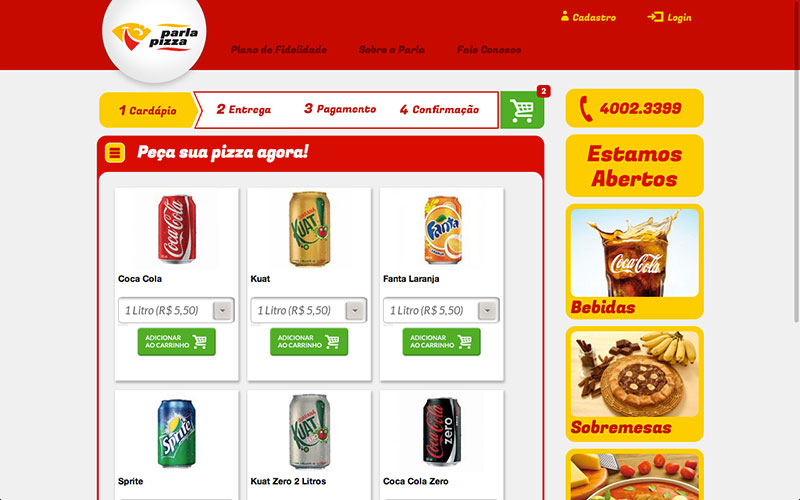 parla
pizza
Cadastro
Login
Plano de Fidelidade
Sobre a Parla
Fale Conosco
1 Cardápio
2 Entrega
3 Pagamento
4 Confirmação
2
4002.3399
Peça sua pizza agora!
Estamos
Abertos
Coca-Cola
KUAT
Fanta
Coca Cola
Kuat
Fanta Laranja
1 Litro (R$ 5,50)
1 Litro (R$ 5,50)
1 Litro (R$ 5,50)
ADICIONAR
AO CARRINHO
ADICIONAR
AO CARRINHO
ADICIONAR
AO CARRINHO
Coca-Cola
Bebidas
Sprite
KUAT
Coca-Cola
zero
Sprite
Kuat Zero 2 Litros
Coca Cola Zero
Sobremesas